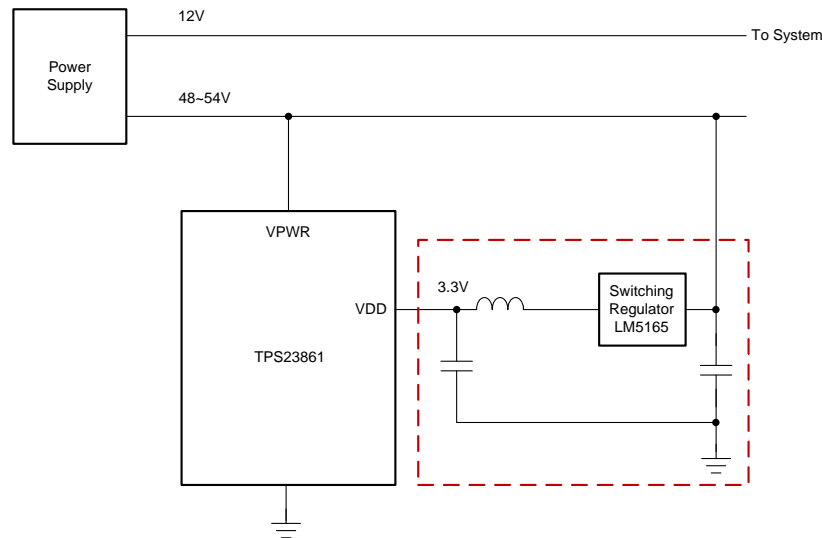 12V
To System
Power
Supply
48~54V
VPWR
3.3V
Switching
Regulator
LM5165
VDD
TPS23861